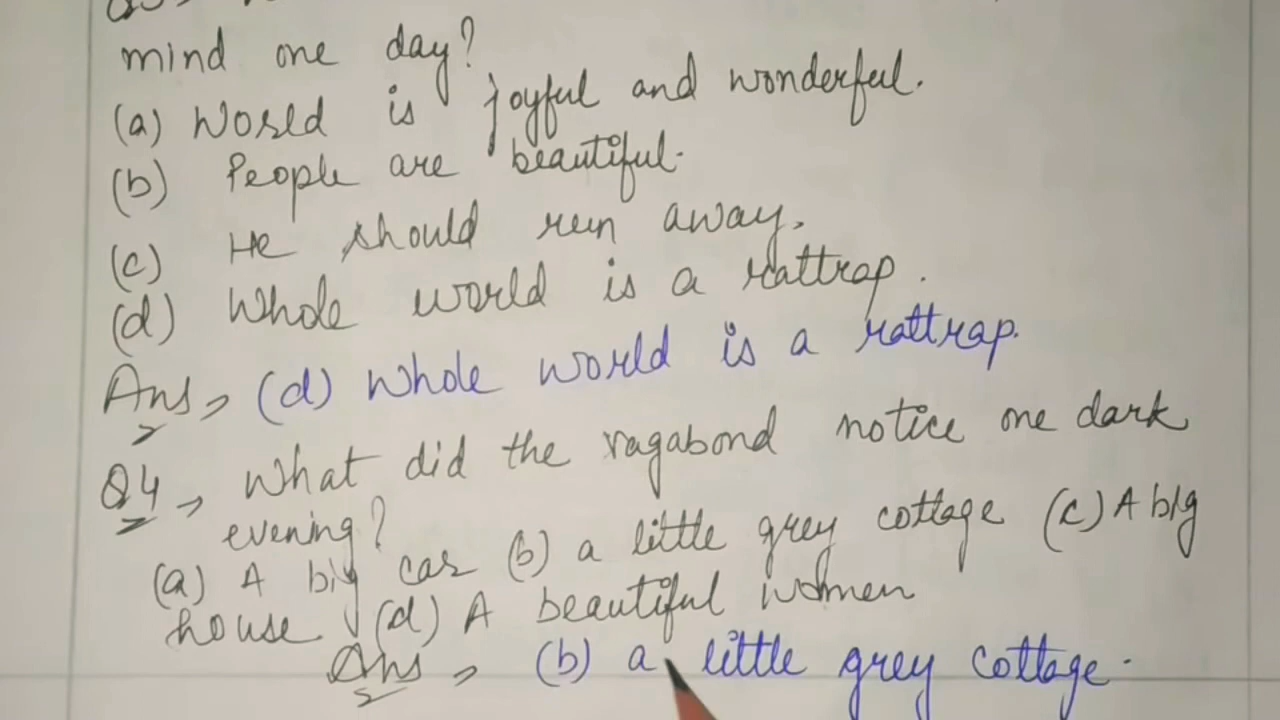 mind one day?
(a) World is joyful and wonderful.
(b) People are beautiful.
(c) He should run away.
(d) Whole world is a rattrap.
Ans, (d) Whole world is a rattrap.
Q4, What did the vagabond notice one dark
evening?
(a) A big car (b) a little grey cottage (c) A big
house (d) A beautiful women
Ans, (b) a little grey cottage.